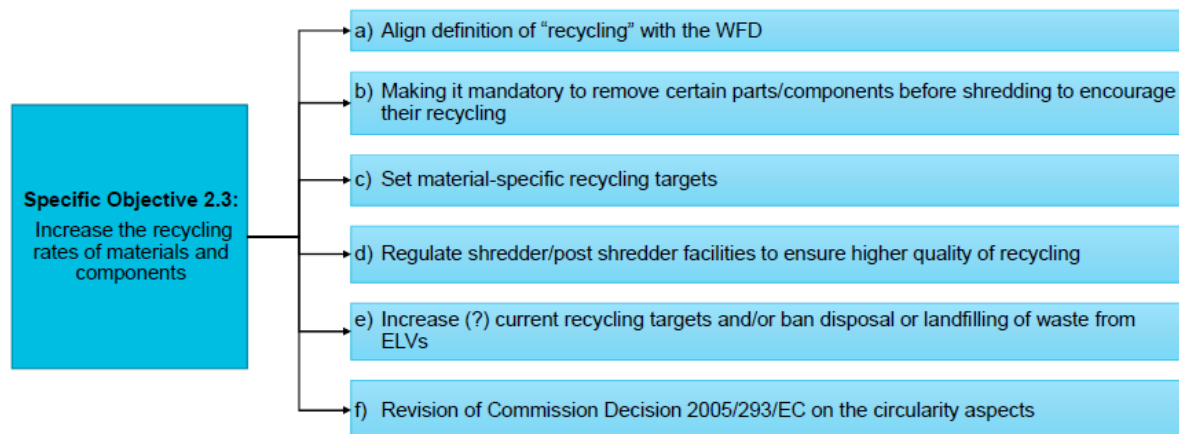 Specific Objective 2.3:
Increase the recycling
rates of materials and
components
a) Align definition of “recycling” with the WFD
b) Making it mandatory to remove certain parts/components before shredding to encourage
their recycling
c) Set material-specific recycling targets
d) Regulate shredder/post shredder facilities to ensure higher quality of recycling
e) Increase (?) current recycling targets and/or ban disposal or landfilling of waste from
ELVs
f) Revision of Commission Decision 2005/293/EC on the circularity aspects